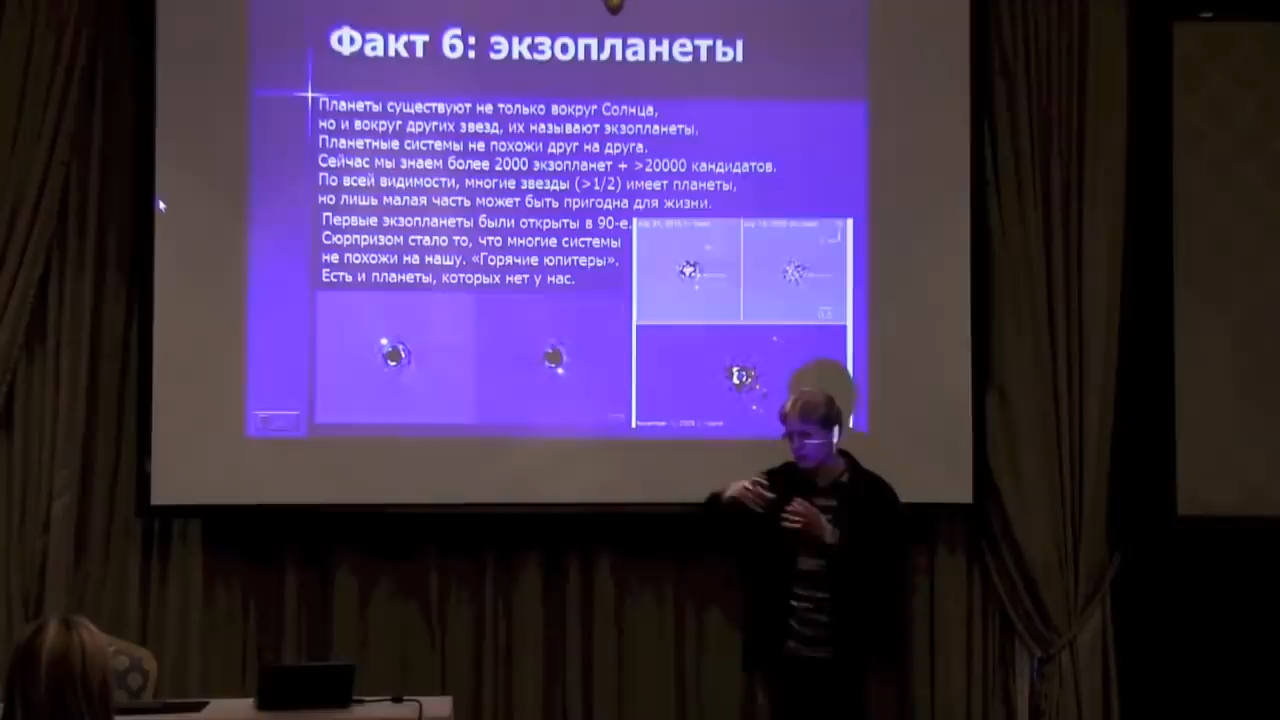 Факт 6: экзопланеты
Планеты существуют не только вокруг Солнца,
но и вокруг других звезд, их называют экзопланеты.
Планетные системы не похожи друг на друга.
Сейчас мы знаем более 2000 экзопланет + >20000 кандидатов.
По всей видимости, многие звезды (>1/2) имеет планеты,
но лишь малая часть может быть пригодна для жизни.
Первые экзопланеты были открыты в 90-е.
Сюрпризом стало то, что многие системы
не похожи на нашу. «Горячие юпитеры».
Есть и планеты, которых нет у нас.